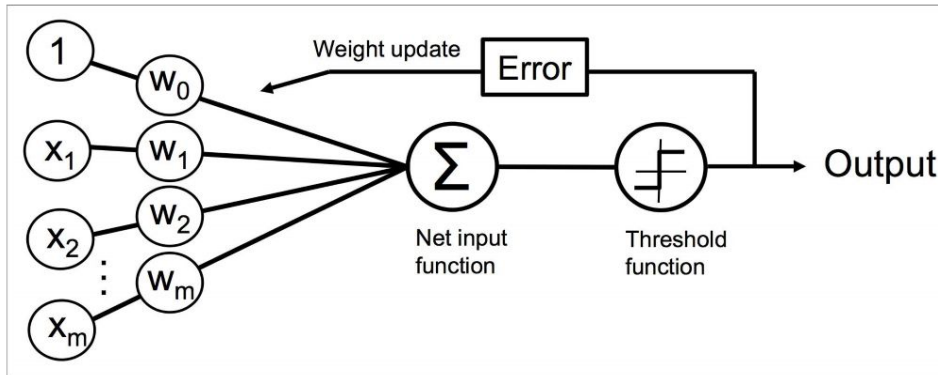 1
w₀
Weight update
Error
x₁
w₁
x₂
w₂
⋮
xₘ
wₘ
Σ
Net input
function
Threshold
function
Output